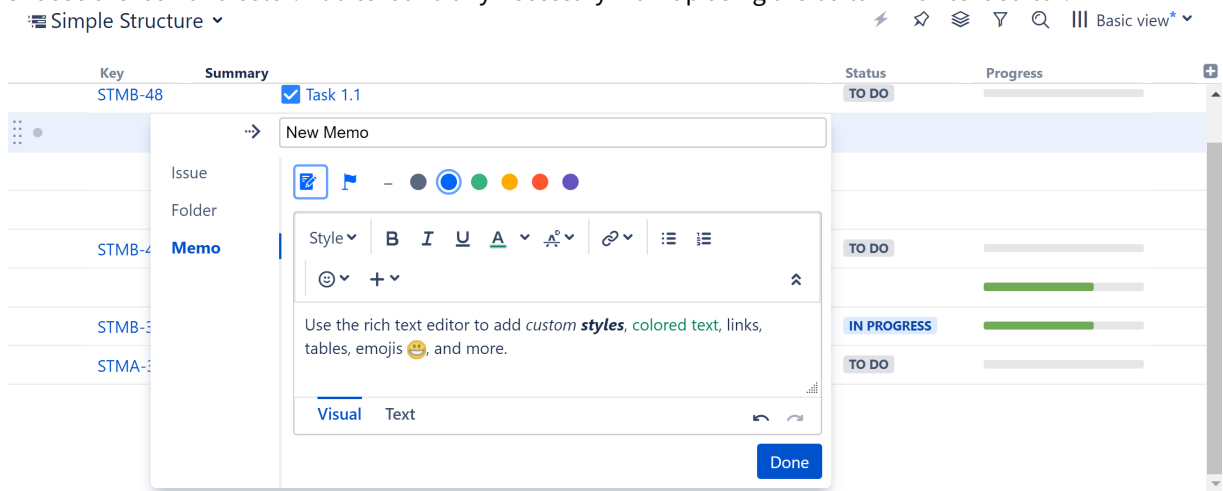 Simple Structure
Basic view*
Key Summary Status Progress
STMB-48 Task 1.1 TO DO
New Memo
Issue
Folder
Memo
Style B I U A
STMB-4 TO DO
Use the rich text editor to add custom styles, colored text, links,
tables, emojis 😀, and more.
STMB-3 IN PROGRESS
STMA-3 TO DO
Visual Text
Done